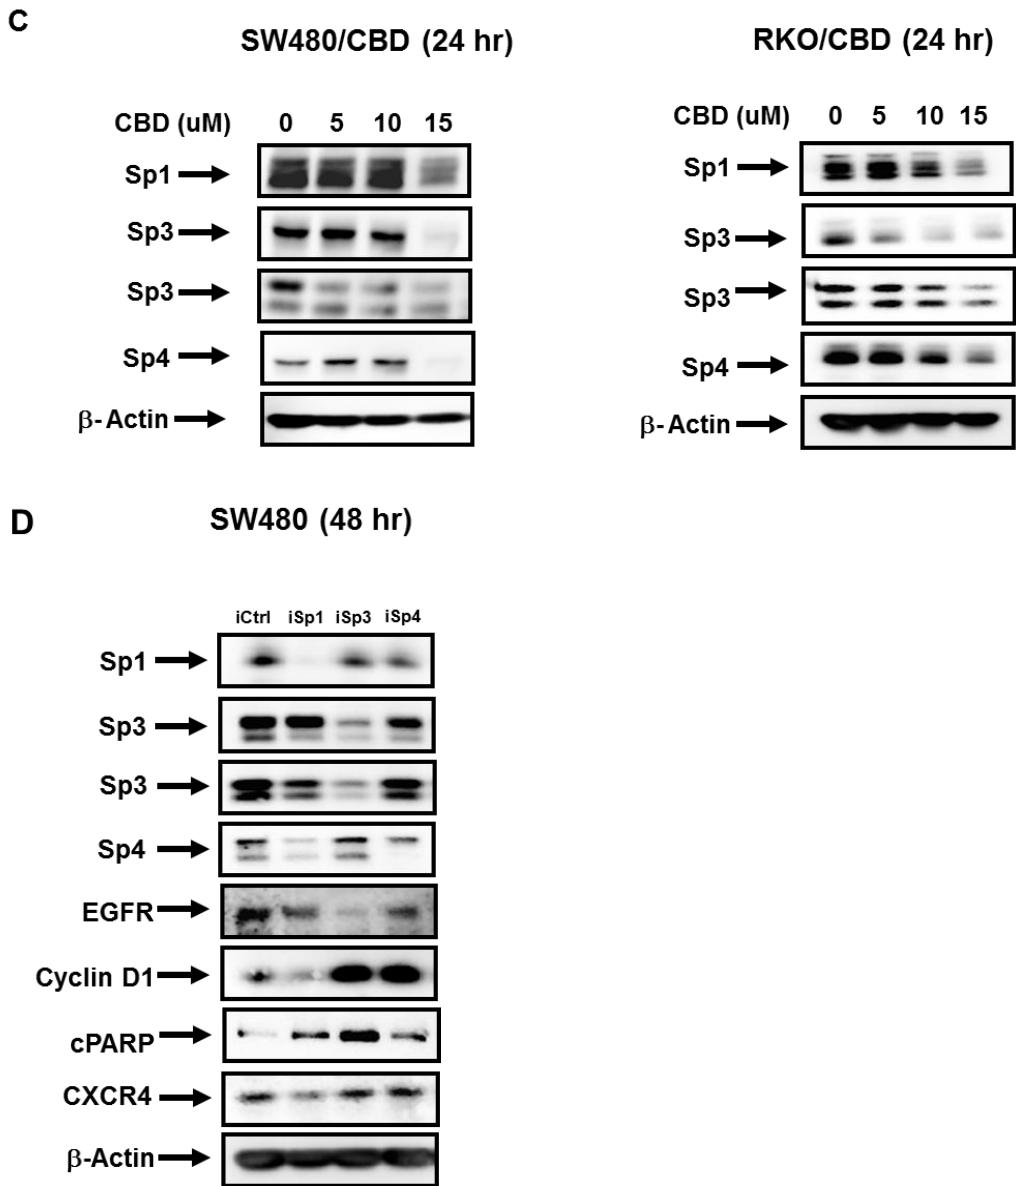 C
SW480/CBD (24 hr)
CBD (uM) 0 5 10 15
Sp1
Sp3
Sp3
Sp4
β-Actin
RKO/CBD (24 hr)
CBD (uM) 0 5 10 15
Sp1
Sp3
Sp3
Sp4
β-Actin
D
SW480 (48 hr)
iCtrl iSp1 iSp3 iSp4
Sp1
Sp3
Sp3
Sp4
EGFR
Cyclin D1
cPARP
CXCR4
β-Actin